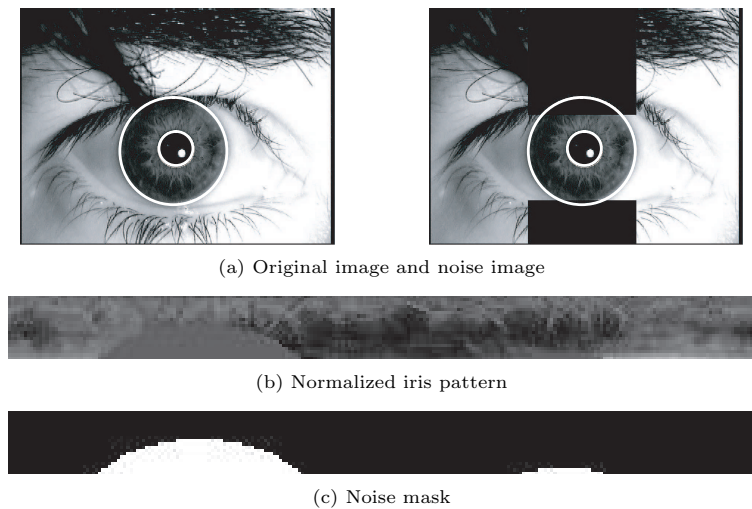 (a) Original image and noise image
(b) Normalized iris pattern
(c) Noise mask